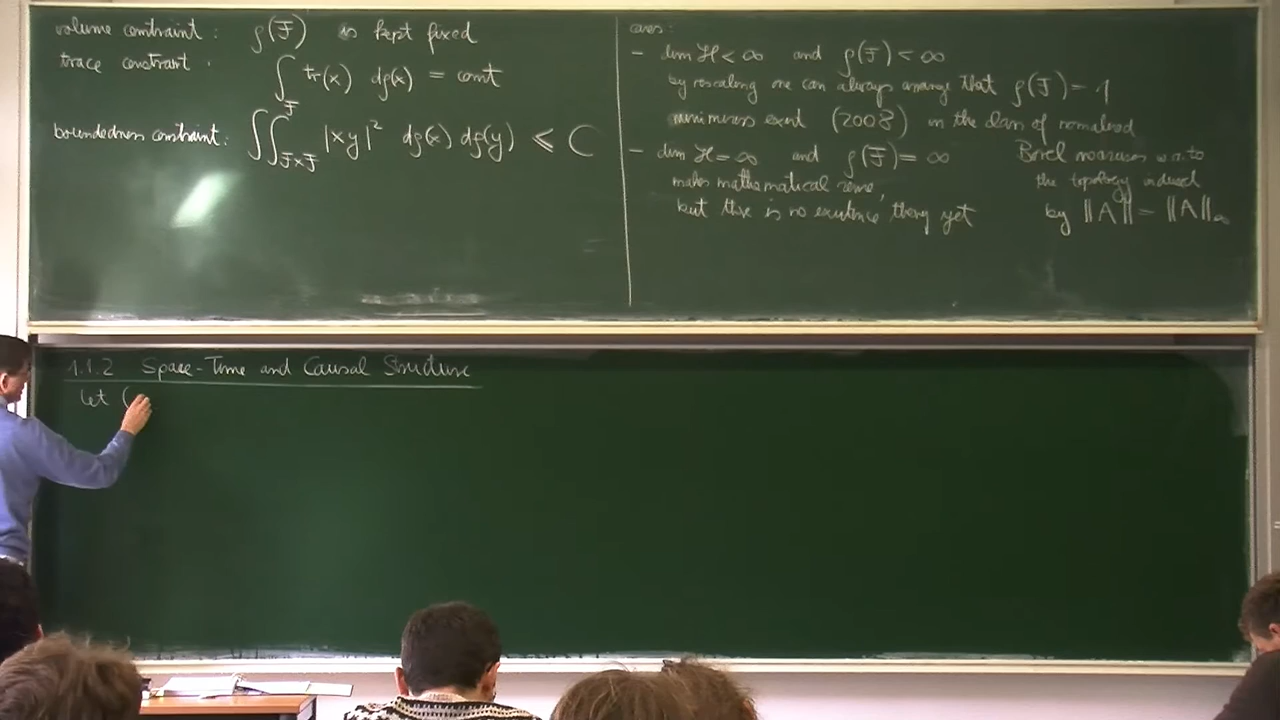 volume constraint: ρ(F) is kept fixed
trace constraint: ∫_F tr(x) dρ(x) = const
boundedness constraint: ∬_{F×F} |xy|² dρ(x) dρ(y) ≤ C
cases:
- dim H < ∞ and ρ(F) < ∞
by rescaling one can always arrange that ρ(F) = 1
minimizers exist (2008) in the class of normalized
Borel measures w.r. to
the topology induced
by ‖A‖ = ‖A‖_∞
- dim H = ∞ and ρ(F) = ∞
makes mathematical sense,
but there is no existence theory yet
1.1.2 Space-Time and Causal Structure
Let (